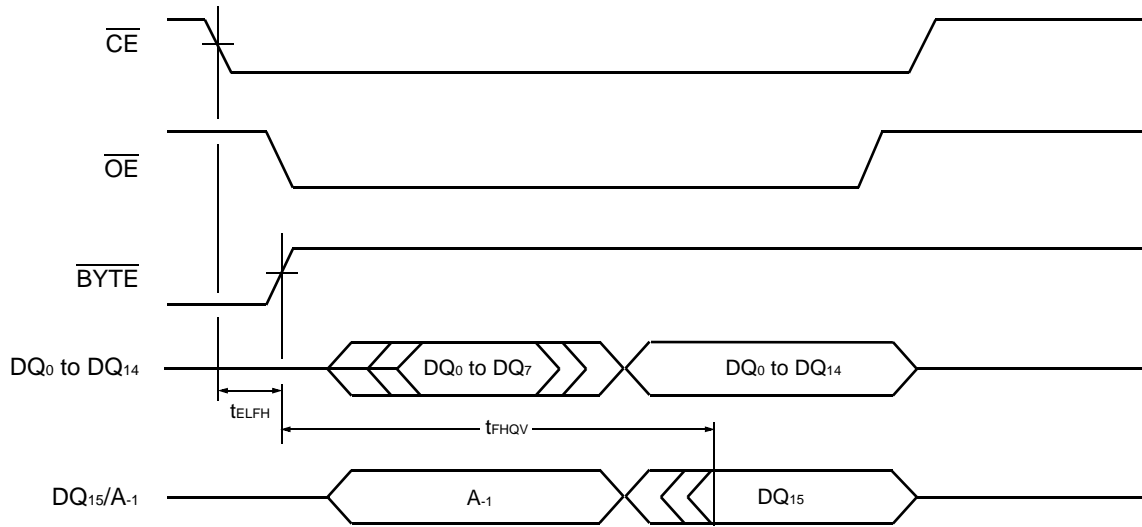 CE
OE
BYTE
DQ0 to DQ14
DQ0 to DQ7
DQ0 to DQ14
tELFH
tFHQV
DQ15/A-1
A-1
DQ15